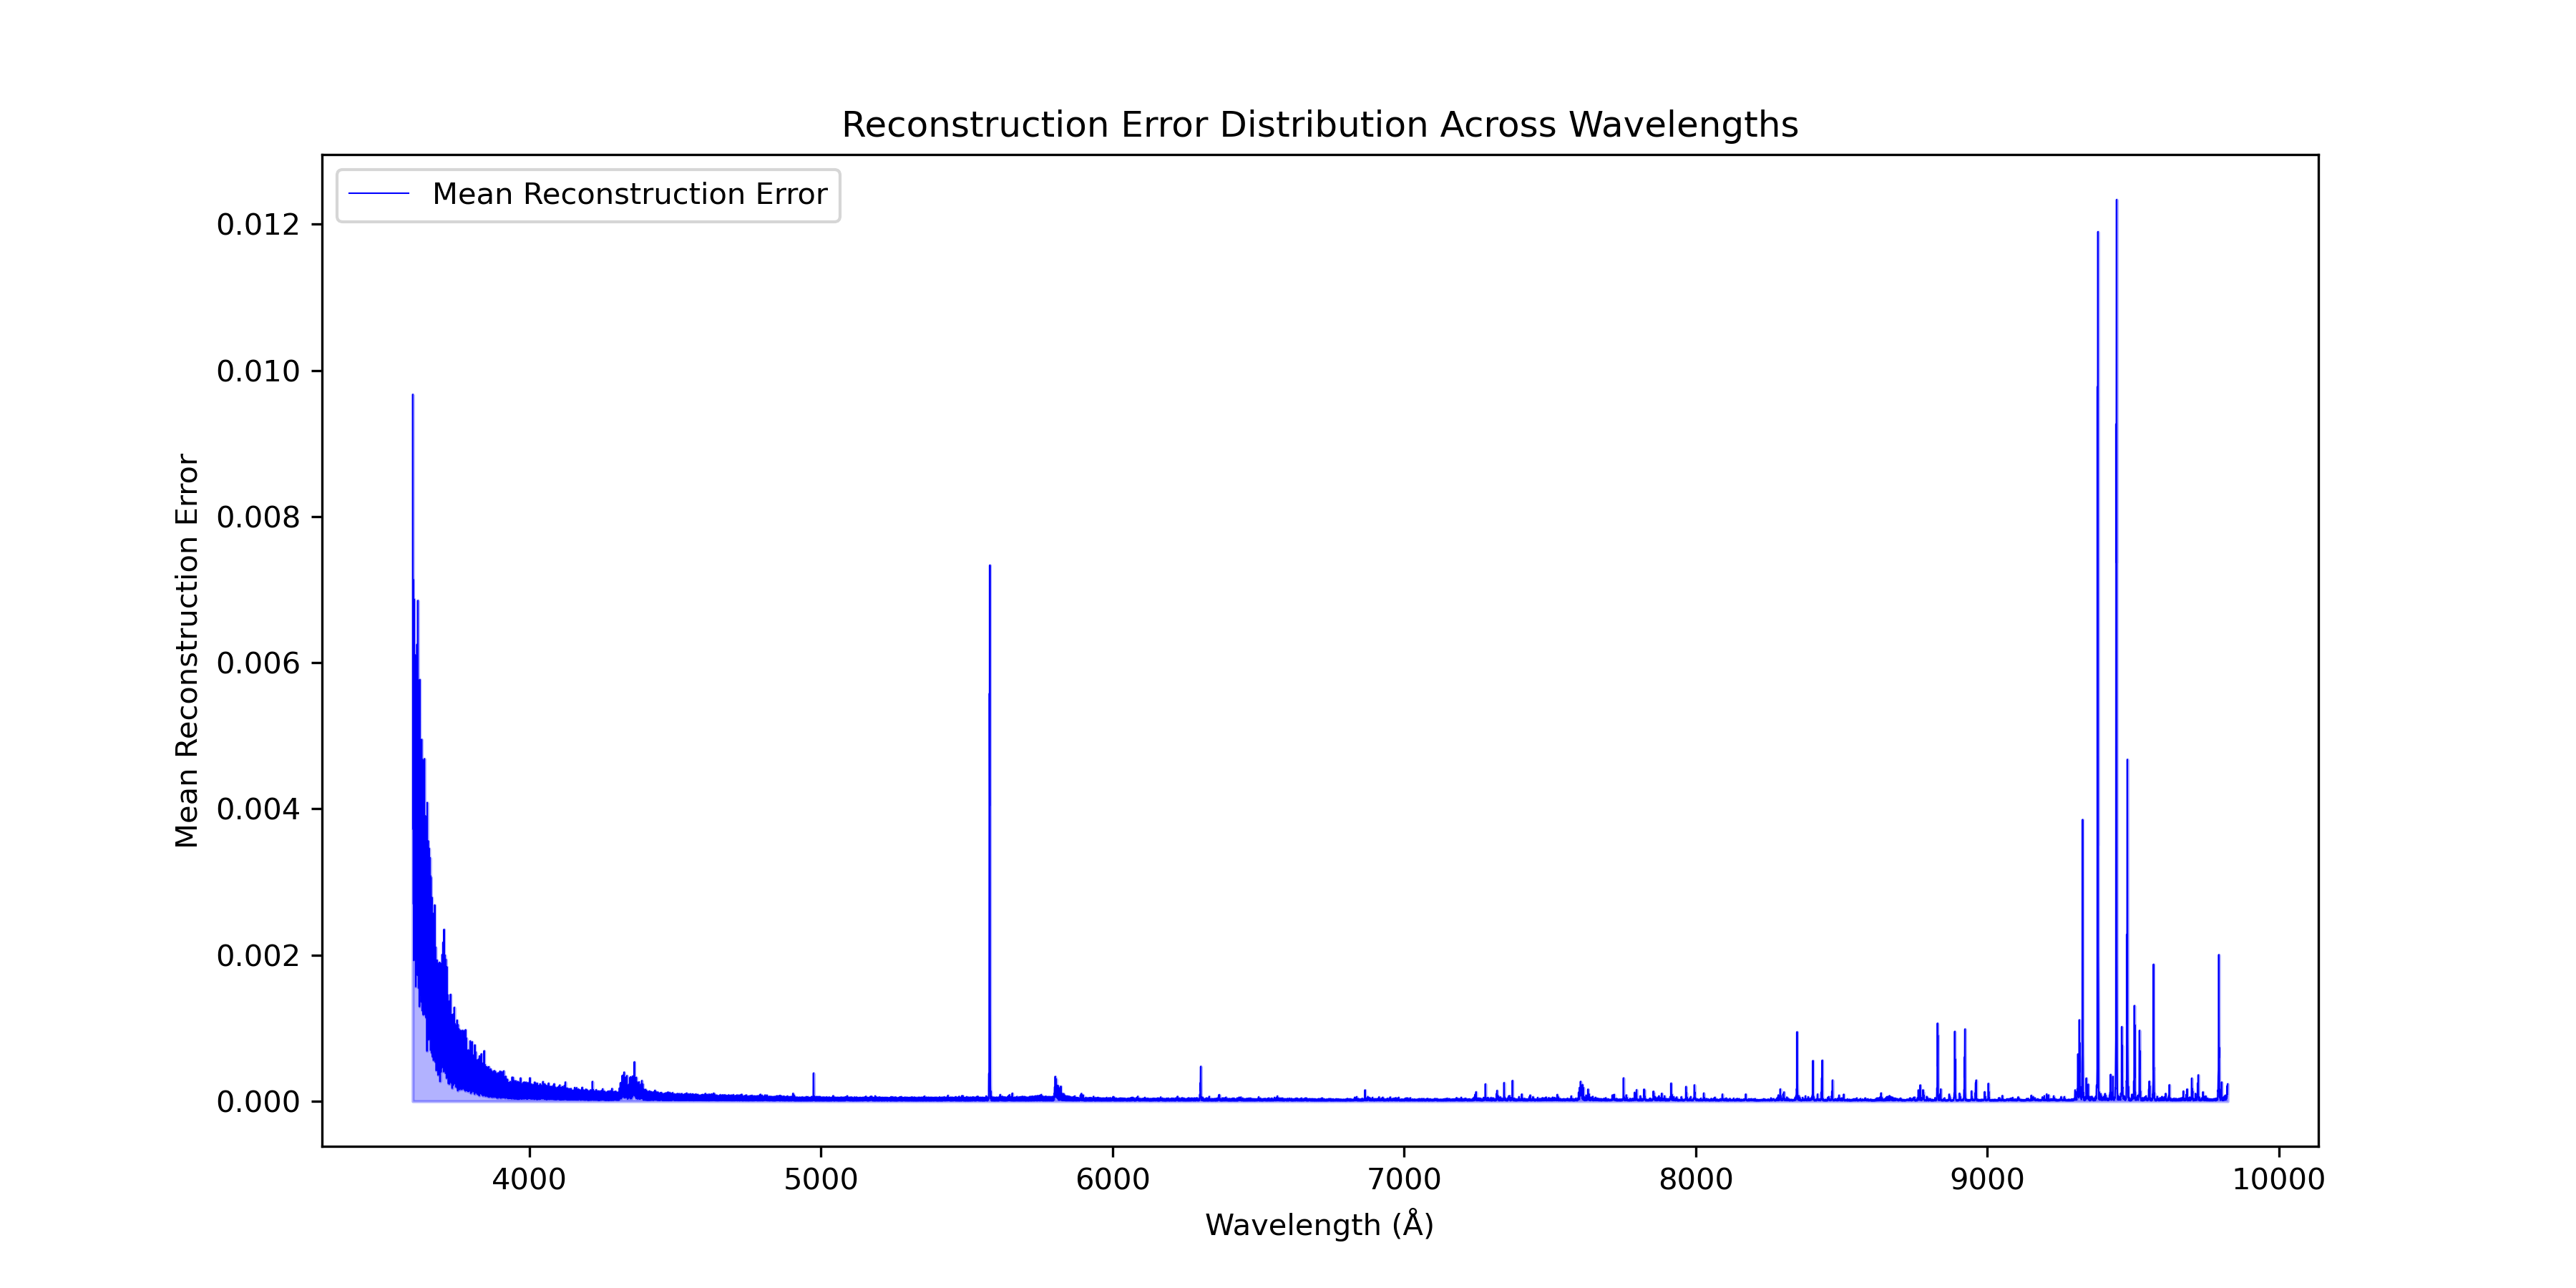 Reconstruction Error Distribution Across Wavelengths
Mean Reconstruction Error
0.012
0.010
0.008
0.006
0.004
0.002
0.000
Mean Reconstruction Error
4000 5000 6000 7000 8000 9000 10000
Wavelength (Å)